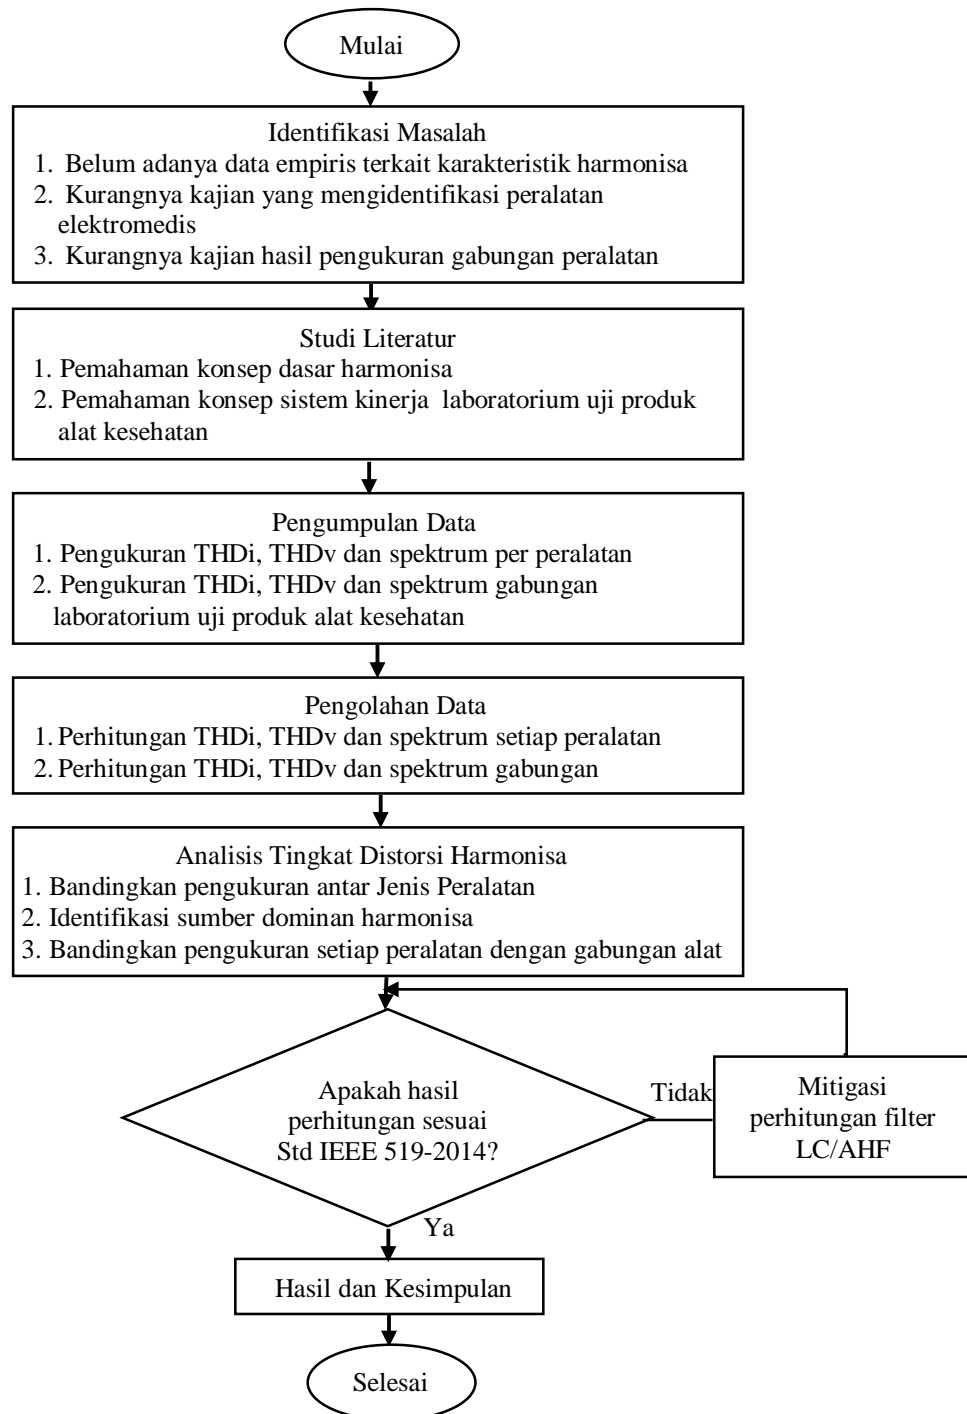 Mulai
Identifikasi Masalah
1. Belum adanya data empiris terkait karakteristik harmonisa
2. Kurangnya kajian yang mengidentifikasi peralatan
elektromedis
3. Kurangnya kajian hasil pengukuran gabungan peralatan
Studi Literatur
1. Pemahaman konsep dasar harmonisa
2. Pemahaman konsep sistem kinerja laboratorium uji produk
alat kesehatan
Pengumpulan Data
1. Pengukuran THDi, THDv dan spektrum per peralatan
2. Pengukuran THDi, THDv dan spektrum gabungan
laboratorium uji produk alat kesehatan
Pengolahan Data
1. Perhitungan THDi, THDv dan spektrum setiap peralatan
2. Perhitungan THDi, THDv dan spektrum gabungan
Analisis Tingkat Distorsi Harmonisa
1. Bandingkan pengukuran antar Jenis Peralatan
2. Identifikasi sumber dominan harmonisa
3. Bandingkan pengukuran setiap peralatan dengan gabungan alat
Apakah hasil
perhitungan sesuai
Std IEEE 519-2014?
Tidak
Mitigasi
perhitungan filter
LC/AHF
Ya
Hasil dan Kesimpulan
Selesai